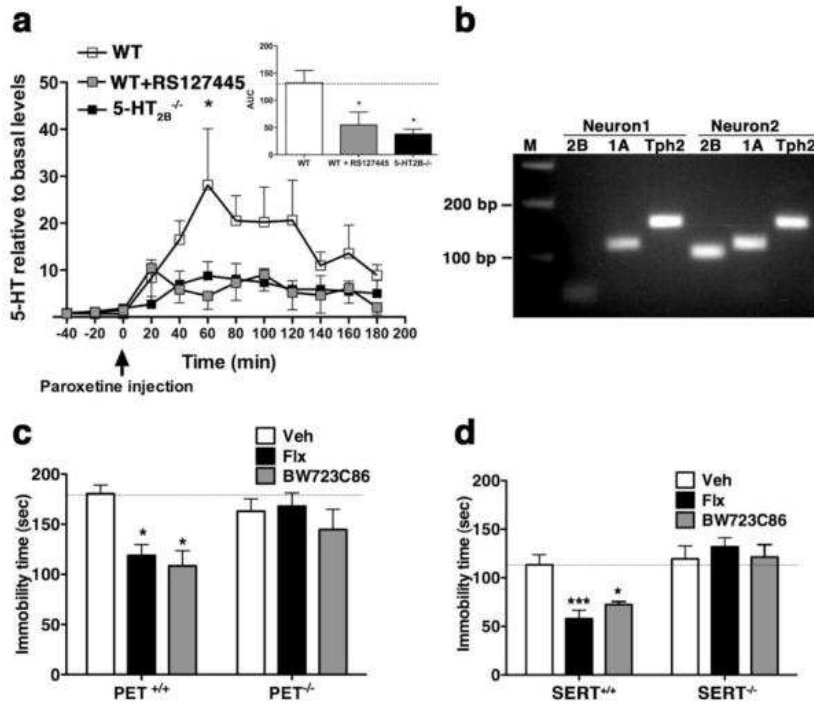 a
WT
WT+RS127445
5-HT2B-/-
5-HT relative to basal levels
50
40
30
20
10
*
-40 -20 0 20 40 60 80 100 120 140 160 180 200
Time (min)
Paroxetine injection
AUC
200
150
100
50
0
* *
WT WT + RS127445 5-HT2B-/-
b
Neuron1 Neuron2
M 2B 1A Tph2 2B 1A Tph2
200 bp
100 bp
c
Veh
Flx
BW723C86
Immobility time (sec)
200
150
100
50
0
* *
PET +/+ PET-/-
d
Veh
Flx
BW723C86
Immobility time (sec)
200
150
100
50
0
*** *
SERT+/+ SERT-/-